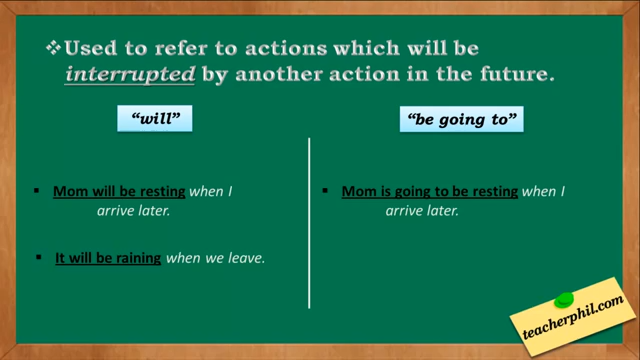 ❖Used to refer to actions which will be
interrupted by another action in the future.
“will”
▪ Mom will be resting when I
arrive later.
▪ It will be raining when we leave.
“be going to”
▪ Mom is going to be resting when I
arrive later.
teacherphil.com